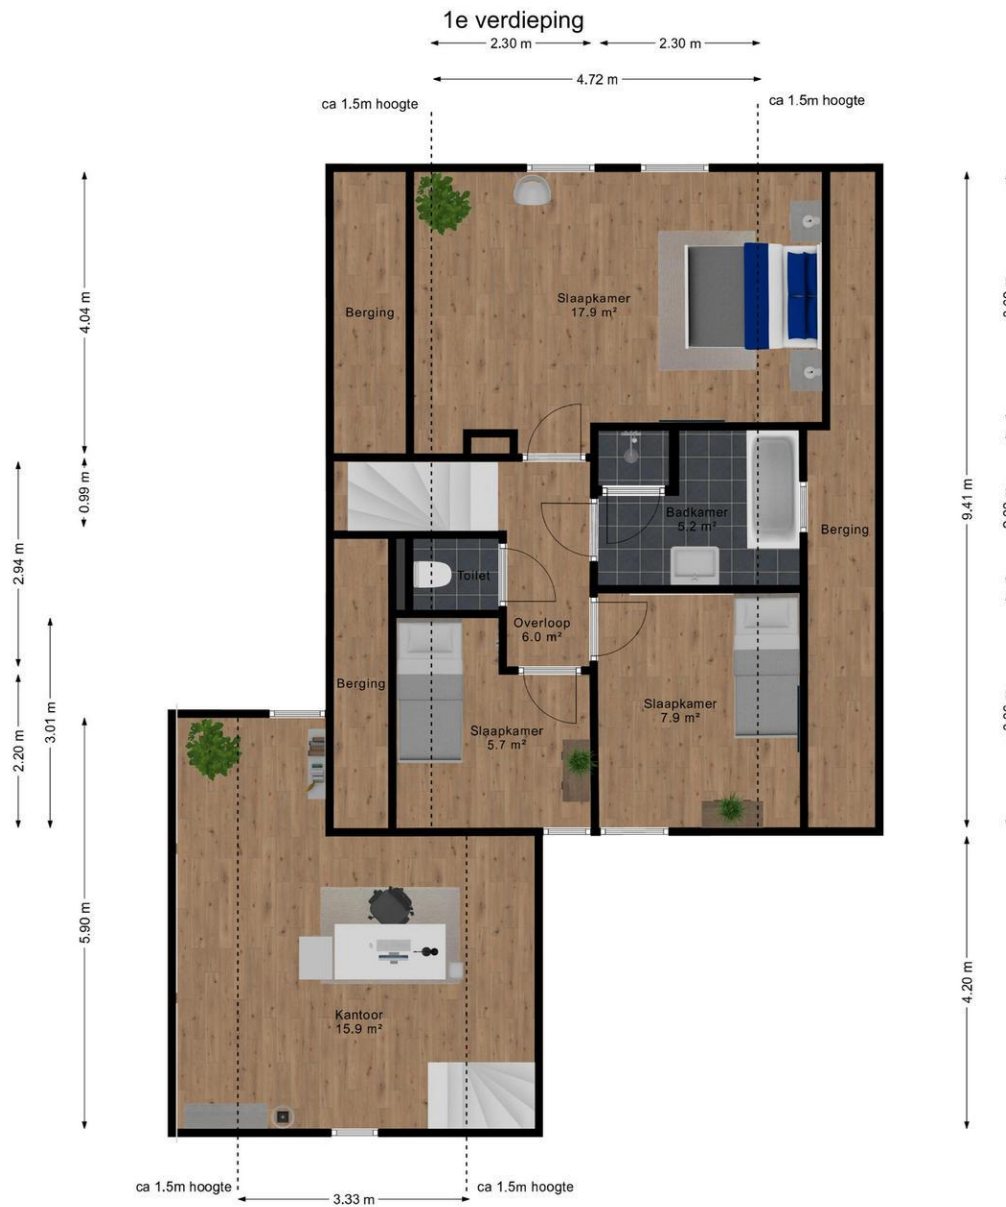 1e verdieping
2.30 m
2.30 m
4.72 m
ca 1.5m hoogte
ca 1.5m hoogte
4.04 m
0.99 m
2.94 m
3.01 m
2.20 m
5.90 m
9.41 m
4.20 m
Berging
Slaapkamer
17.9 m²
Badkamer
5.2 m²
Berging
Toilet
Overloop
6.0 m²
Berging
Slaapkamer
5.7 m²
Slaapkamer
7.9 m²
Kantoor
15.9 m²
ca 1.5m hoogte
ca 1.5m hoogte
3.33 m